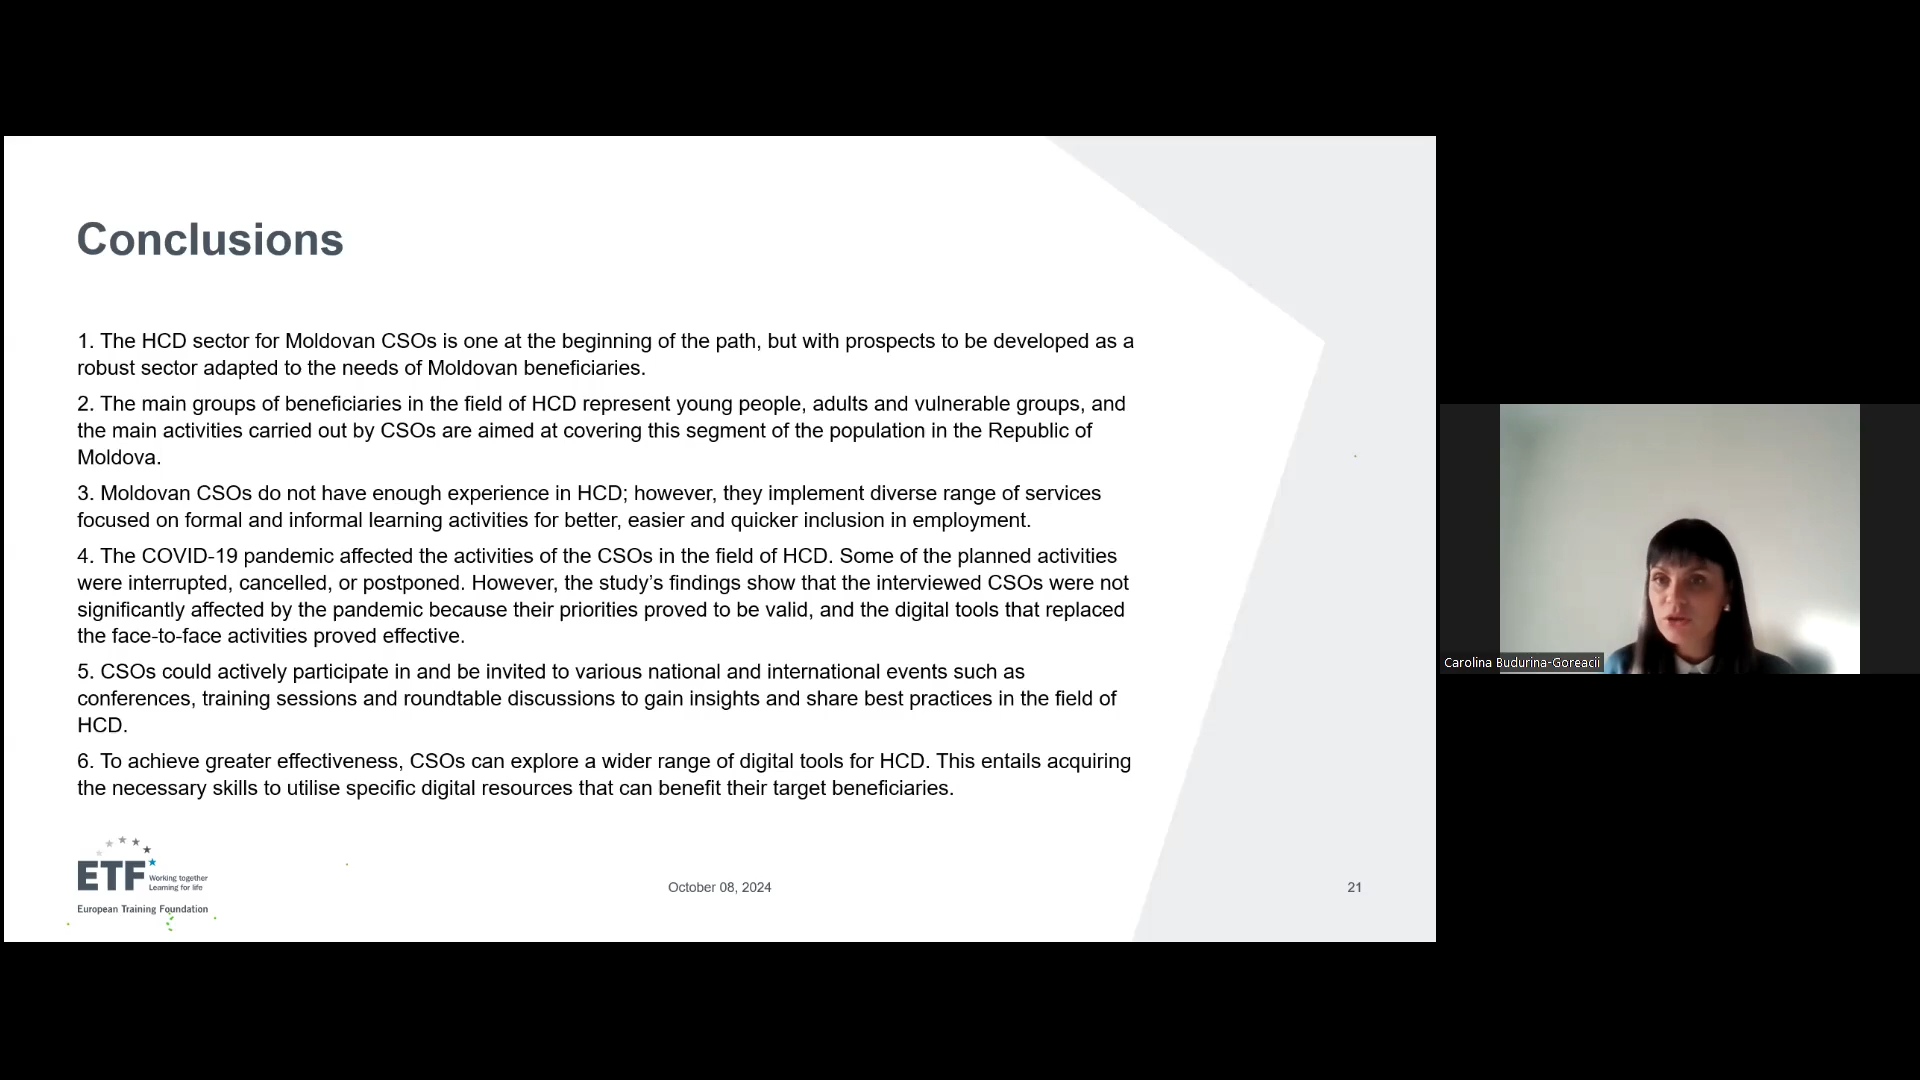 Conclusions
1. The HCD sector for Moldovan CSOs is one at the beginning of the path, but with prospects to be developed as a
robust sector adapted to the needs of Moldovan beneficiaries.
2. The main groups of beneficiaries in the field of HCD represent young people, adults and vulnerable groups, and
the main activities carried out by CSOs are aimed at covering this segment of the population in the Republic of
Moldova.
3. Moldovan CSOs do not have enough experience in HCD; however, they implement diverse range of services
focused on formal and informal learning activities for better, easier and quicker inclusion in employment.
4. The COVID-19 pandemic affected the activities of the CSOs in the field of HCD. Some of the planned activities
were interrupted, cancelled, or postponed. However, the study’s findings show that the interviewed CSOs were not
significantly affected by the pandemic because their priorities proved to be valid, and the digital tools that replaced
the face-to-face activities proved effective.
5. CSOs could actively participate in and be invited to various national and international events such as
conferences, training sessions and roundtable discussions to gain insights and share best practices in the field of
HCD.
6. To achieve greater effectiveness, CSOs can explore a wider range of digital tools for HCD. This entails acquiring
the necessary skills to utilise specific digital resources that can benefit their target beneficiaries.
ETF
Working together
Learning for life
European Training Foundation
October 08, 2024
21
Carolina Budurina-Goreacii